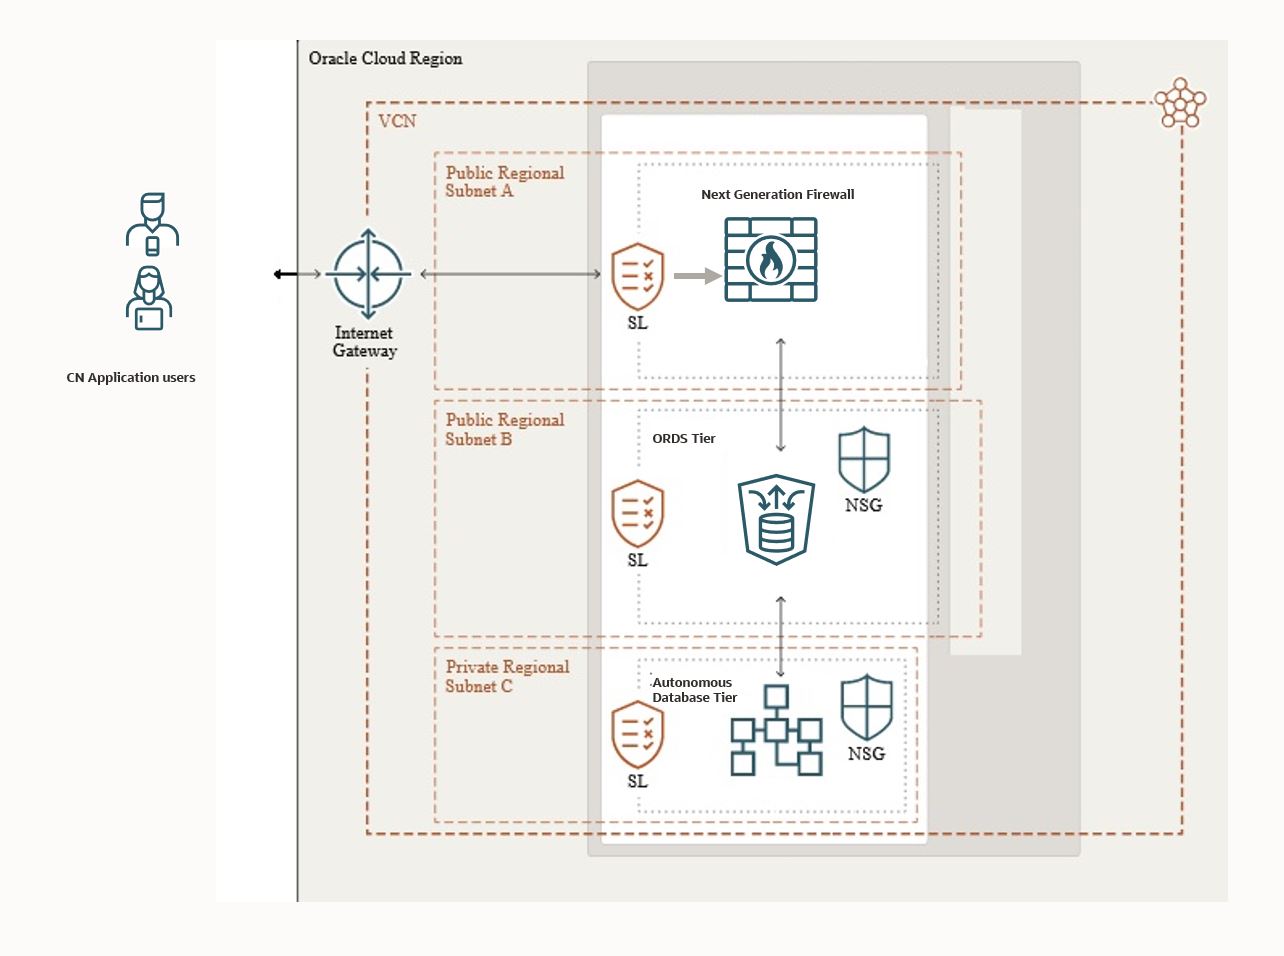 Oracle Cloud Region
VCN
Public Regional
Subnet A
Next Generation Firewall
SL
Internet
Gateway
CN Application users
Public Regional
Subnet B
ORDS Tier
NSG
SL
Private Regional
Subnet C
Autonomous
Database Tier
NSG
SL